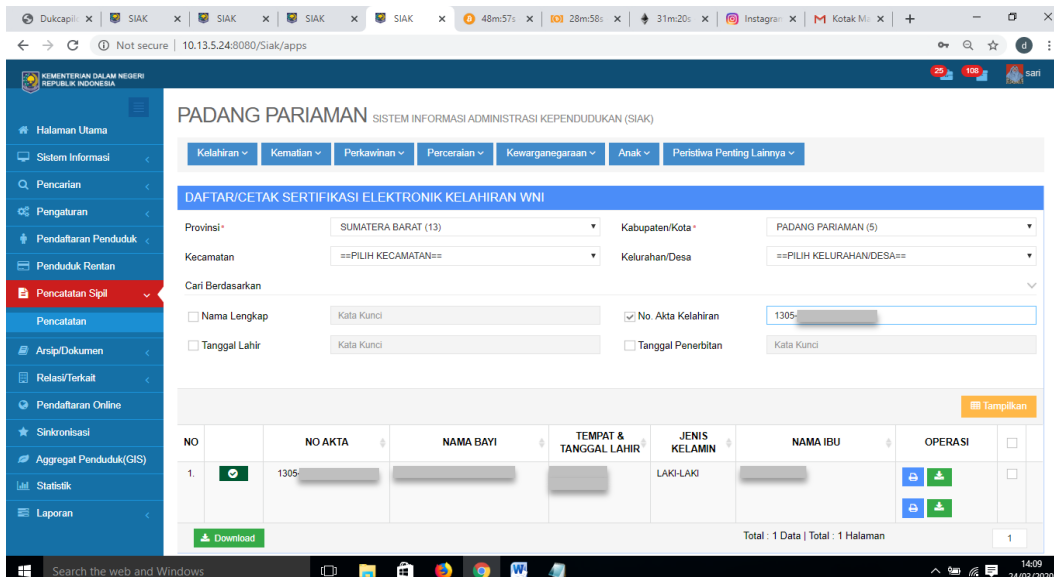 Dukcapil
SIAK
SIAK
SIAK
SIAK
48m:57s
28m:58s
31m:20s
Instagran
Kotak Ma
Not secure | 10.13.5.24:8080/Siak/apps
d
KEMENTERIAN DALAM NEGERI
REPUBLIK INDONESIA
25
108
sari
PADANG PARIAMAN SISTEM INFORMASI ADMINISTRASI KEPENDUDUKAN (SIAK)
Halaman Utama
Sistem Informasi
Pencarian
Pengaturan
Pendaftaran Penduduk
Penduduk Rentan
Pencatatan Sipil
Pencatatan
Arsip/Dokumen
Relasi/Terkait
Pendaftaran Online
Sinkronisasi
Aggregat Penduduk(GIS)
Statistik
Laporan
Kelahiran Kematian Perkawinan Perceraian Kewarganegaraan Anak Peristiwa Penting Lainnya
DAFTAR/CETAK SERTIFIKASI ELEKTRONIK KELAHIRAN WNI
Provinsi* SUMATERA BARAT (13) Kabupaten/Kota* PADANG PARIAMAN (5)
Kecamatan ==PILIH KECAMATAN== Kelurahan/Desa ==PILIH KELURAHAN/DESA==
Cari Berdasarkan
Nama Lengkap Kata Kunci No. Akta Kelahiran 1305-
Tanggal Lahir Kata Kunci Tanggal Penerbitan Kata Kunci
Tampilkan
NO NO AKTA NAMA BAYI TEMPAT & TANGGAL LAHIR JENIS KELAMIN NAMA IBU OPERASI
1. 1305- LAKI-LAKI
Download
Total : 1 Data | Total : 1 Halaman
1
Search the web and Windows
14:09
24/03/2020